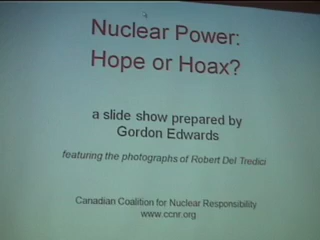 Nuclear Power:
Hope or Hoax?
a slide show prepared by
Gordon Edwards
featuring the photographs of Robert Del Tredici
Canadian Coalition for Nuclear Responsibility
www.ccnr.org